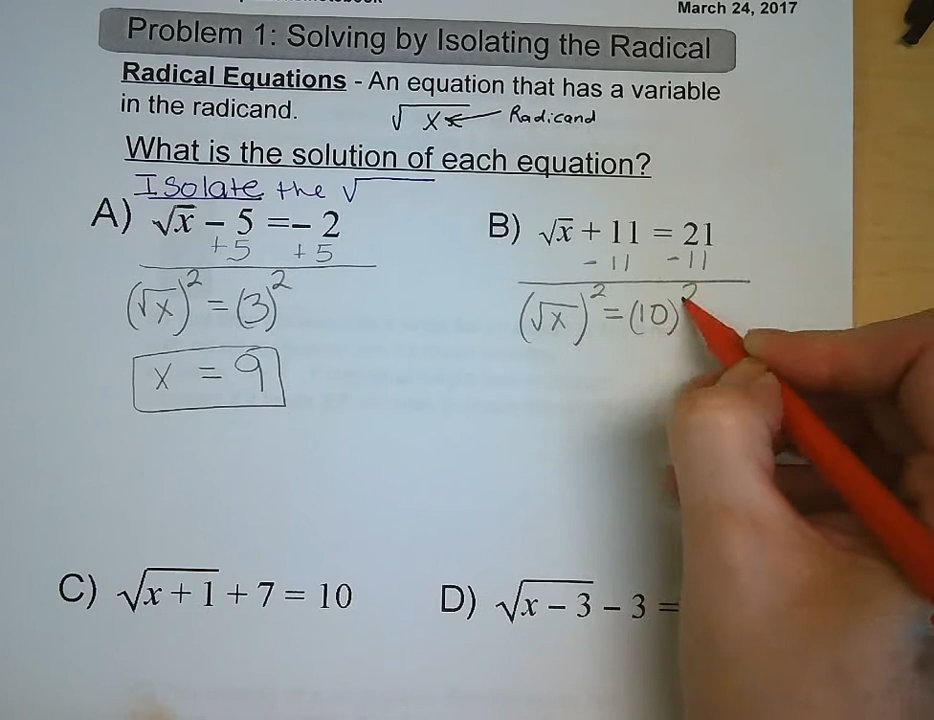 March 24, 2017
Problem 1: Solving by Isolating the Radical
Radical Equations - An equation that has a variable
in the radicand. √x ← Radicand
What is the solution of each equation?
Isolate the √
A) √x - 5 = - 2
+5 +5
(√x)² = (3)²
x = 9
B) √x + 11 = 21
- 11 - 11
(√x)² = (10)²
C) √x + 1 + 7 = 10
D) √x - 3 - 3 =